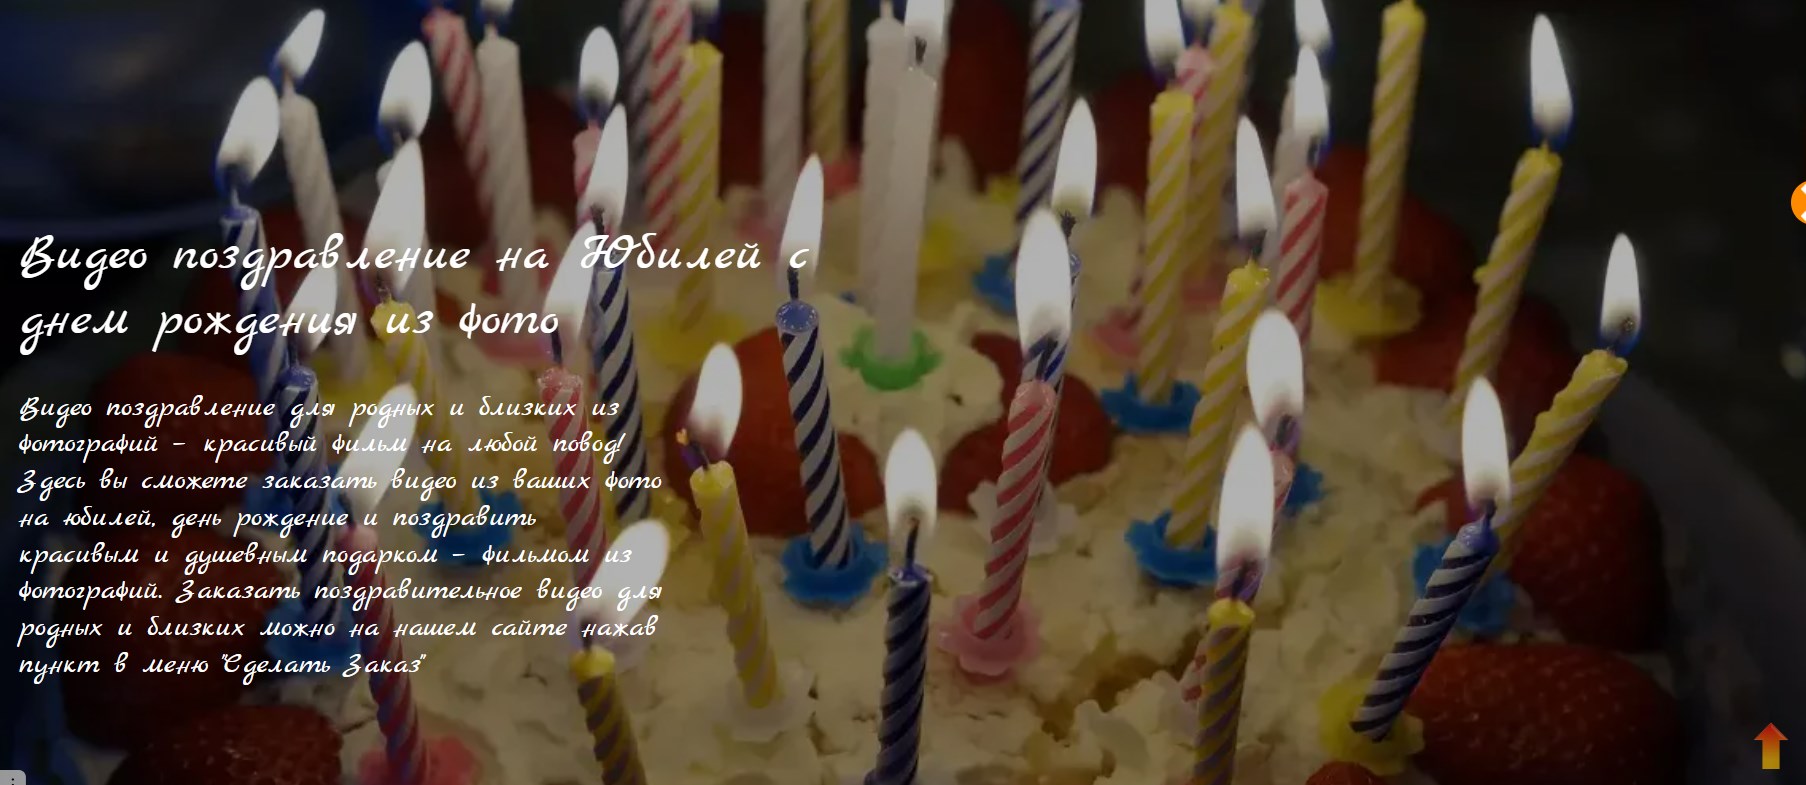 Видео поздравление на Юбилей с
днем рождения из фото
Видео поздравление для родных и близких из
фотографий - красивый фильм на любой повод!
Здесь вы сможете заказать видео из ваших фото
на юбилей, день рождение и поздравить
красивым и душевным подарком - фильмом из
фотографий. Заказать поздравительное видео для
родных и близких можно на нашем сайте нажав
пункт в меню "Сделать Заказ"